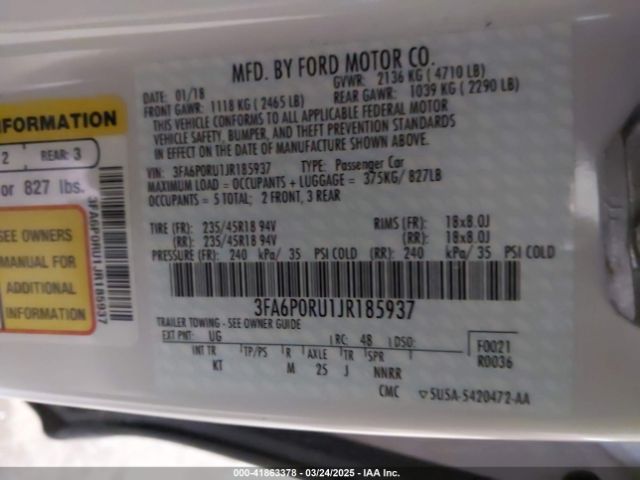 MFD. BY FORD MOTOR CO.
DATE: 01/18 GVWR: 2136 KG ( 4710 LB)
FRONT GAWR: 1118 KG ( 2465 LB) REAR GAWR: 1039 KG ( 2290 LB)
THIS VEHICLE CONFORMS TO ALL APPLICABLE FEDERAL MOTOR
VEHICLE SAFETY, BUMPER, AND THEFT PREVENTION STANDARDS
IN EFFECT ON THE DATE OF MANUFACTURE SHOWN ABOVE.
VIN: 3FA6P0RU1JR185937 TYPE: Passenger Car
MAXIMUM LOAD = OCCUPANTS + LUGGAGE = 375KG/ 827LB
OCCUPANTS = 5 TOTAL; 2 FRONT, 3 REAR
TIRE (FR): 235/45R18 94V RIMS (FR): 18x8.0J
(RR): 235/45R18 94V (RR): 18x8.0J
PRESSURE (FR): 240 kPa/ 35 PSI COLD (RR): 240 kPa/ 35 PSI COLD
3FA6P0RU1JR185937
TRAILER TOWING - SEE OWNER GUIDE
EXT PNT: UG RC: 48 DSO: F0021
R0036
INT TR TP/PS R AXLE TR SPR
KT M 25 J NNRR
CMC 5U5A-5420472-AA
INFORMATION
2 REAR: 3
or 827 lbs.
SEE OWNERS
MANUAL FOR
ADDITIONAL
INFORMATION
3FA6P0RU1JR185937
000-41863378 - 03/24/2025 - IAA Inc.